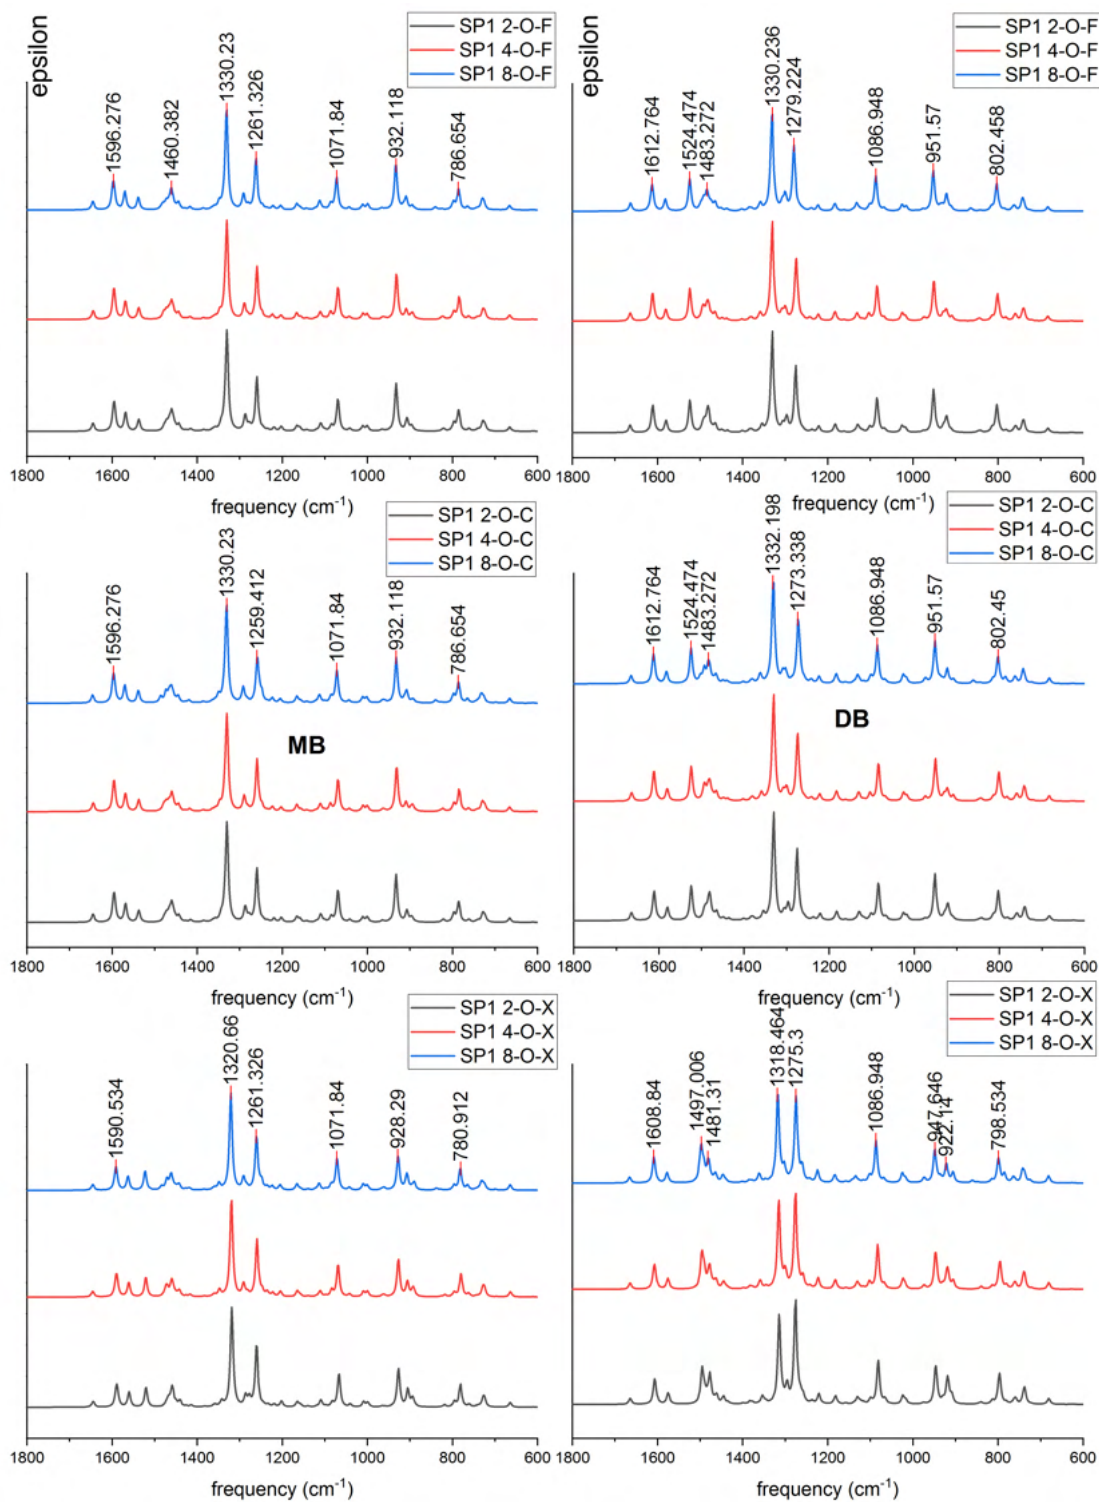 epsilon
SP1 2-O-F
SP1 4-O-F
SP1 8-O-F
1596.276
1460.382
1330.23
1261.326
1071.84
932.118
786.654
1800 1600 1400 1200 1000 800 600
frequency (cm⁻¹)
epsilon
SP1 2-O-F
SP1 4-O-F
SP1 8-O-F
1612.764
1524.474
1483.272
1330.236
1279.224
1086.948
951.57
802.458
1800 1600 1400 1200 1000 800 600
frequency (cm⁻¹)
SP1 2-O-C
SP1 4-O-C
SP1 8-O-C
1596.276
1330.23
1259.412
1071.84
932.118
786.654
MB
1800 1600 1400 1200 1000 800 600
frequency (cm⁻¹)
SP1 2-O-C
SP1 4-O-C
SP1 8-O-C
1612.764
1524.474
1483.272
1332.198
1273.338
1086.948
951.57
802.45
DB
1800 1600 1400 1200 1000 800 600
frequency (cm⁻¹)
SP1 2-O-X
SP1 4-O-X
SP1 8-O-X
1590.534
1320.66
1261.326
1071.84
928.29
780.912
1800 1600 1400 1200 1000 800 600
frequency (cm⁻¹)
SP1 2-O-X
SP1 4-O-X
SP1 8-O-X
1608.84
1497.006
1481.31
1318.464
1275.3
1086.948
947.646
922.14
798.534
1800 1600 1400 1200 1000 800 600
frequency (cm⁻¹)